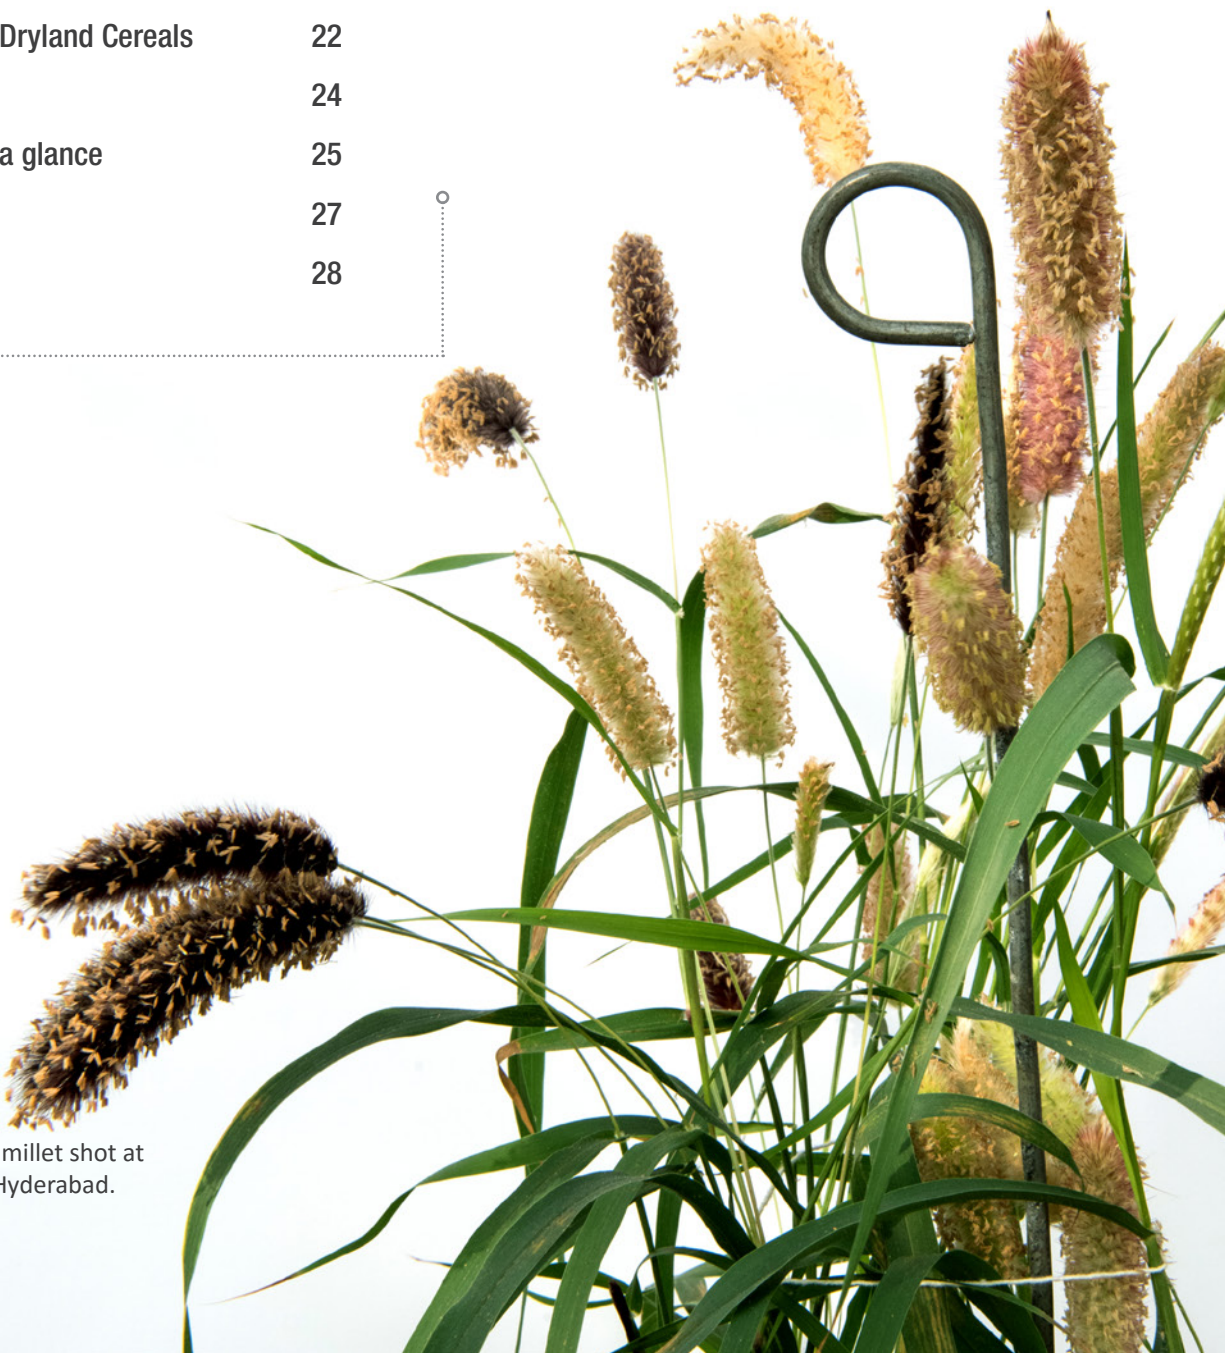 Dryland Cereals 22
24
a glance 25
27
28
millet shot at
Hyderabad.